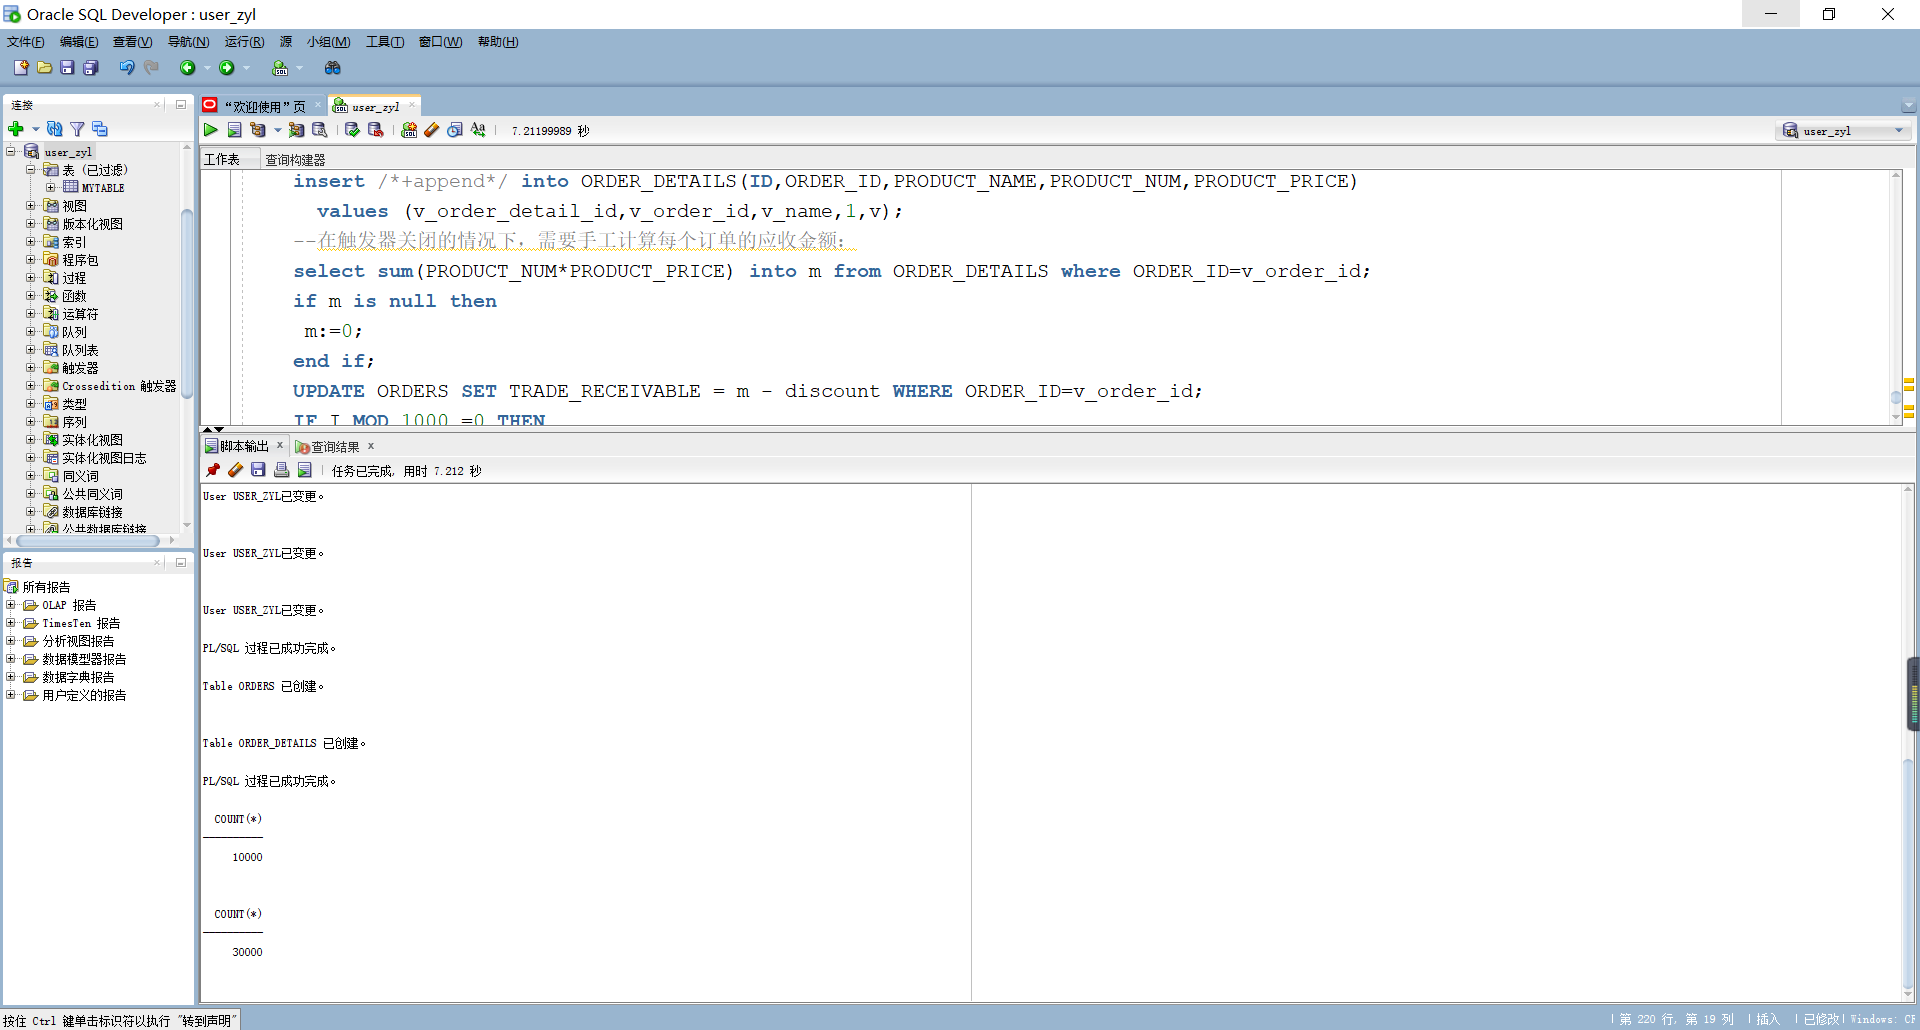 Oracle SQL Developer : user_zyl
文件(F) 编辑(E) 查看(V) 导航(N) 运行(R) 源 小组(M) 工具(T) 窗口(W) 帮助(H)
连接
user_zyl
表 (已过滤)
MYTABLE
视图
版本化视图
索引
程序包
过程
函数
运算符
队列
队列表
触发器
Crossedition 触发器
类型
序列
实体化视图
实体化视图日志
同义词
公共同义词
数据库链接
公共数据库链接
报告
所有报告
OLAP 报告
TimesTen 报告
分析视图报告
数据模型器报告
数据字典报告
用户定义的报告
“欢迎使用”页 user_zyl
7.21199989 秒
user_zyl
工作表 查询构建器
insert /*+append*/ into ORDER_DETAILS(ID,ORDER_ID,PRODUCT_NAME,PRODUCT_NUM,PRODUCT_PRICE)
values (v_order_detail_id,v_order_id,v_name,1,v);
--在触发器关闭的情况下，需要手工计算每个订单的应收金额：
select sum(PRODUCT_NUM*PRODUCT_PRICE) into m from ORDER_DETAILS where ORDER_ID=v_order_id;
if m is null then
m:=0;
end if;
UPDATE ORDERS SET TRADE_RECEIVABLE = m - discount WHERE ORDER_ID=v_order_id;
IF I MOD 1000 =0 THEN
脚本输出 查询结果
任务已完成, 用时 7.212 秒
User USER_ZYL已变更。
User USER_ZYL已变更。
User USER_ZYL已变更。
PL/SQL 过程已成功完成。
Table ORDERS 已创建。
Table ORDER_DETAILS 已创建。
PL/SQL 过程已成功完成。
COUNT(*)
10000
COUNT(*)
30000
按住 Ctrl 键单击标识符以执行 "转到声明"
第 220 行, 第 19 列 插入 已修改 Windows: CF